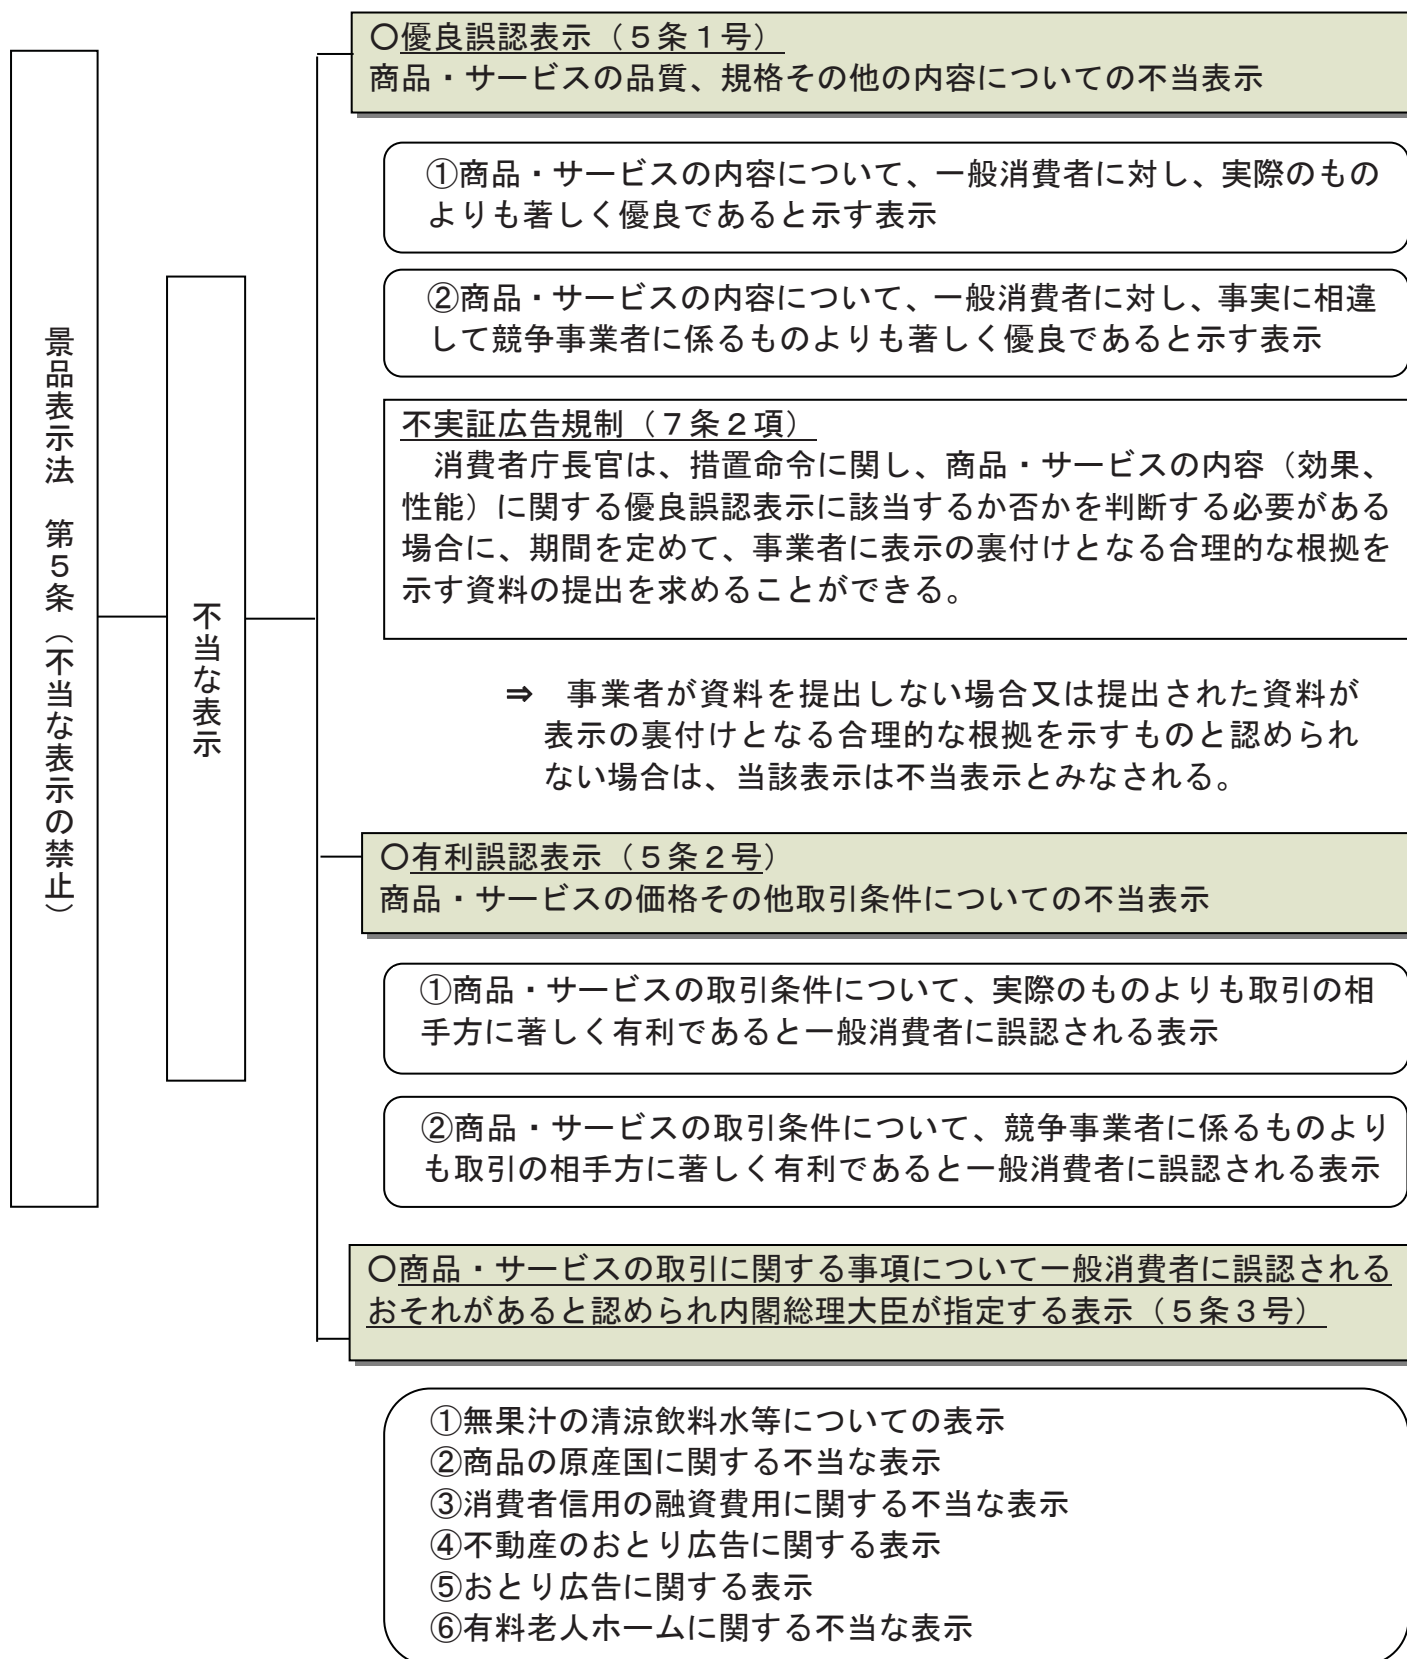 景品表示法　第５条（不当な表示の禁止）
不当な表示
○優良誤認表示（５条１号）
商品・サービスの品質、規格その他の内容についての不当表示
①商品・サービスの内容について、一般消費者に対し、実際のもの
よりも著しく優良であると示す表示
②商品・サービスの内容について、一般消費者に対し、事実に相違
して競争事業者に係るものよりも著しく優良であると示す表示
不実証広告規制（７条２項）
　消費者庁長官は、措置命令に関し、商品・サービスの内容（効果、
性能）に関する優良誤認表示に該当するか否かを判断する必要がある
場合に、期間を定めて、事業者に表示の裏付けとなる合理的な根拠を
示す資料の提出を求めることができる。
⇒　事業者が資料を提出しない場合又は提出された資料が
表示の裏付けとなる合理的な根拠を示すものと認められ
ない場合は、当該表示は不当表示とみなされる。
○有利誤認表示（５条２号）
商品・サービスの価格その他取引条件についての不当表示
①商品・サービスの取引条件について、実際のものよりも取引の相
手方に著しく有利であると一般消費者に誤認される表示
②商品・サービスの取引条件について、競争事業者に係るものより
も取引の相手方に著しく有利であると一般消費者に誤認される表示
○商品・サービスの取引に関する事項について一般消費者に誤認される
おそれがあると認められ内閣総理大臣が指定する表示（５条３号）
①無果汁の清涼飲料水等についての表示
②商品の原産国に関する不当な表示
③消費者信用の融資費用に関する不当な表示
④不動産のおとり広告に関する表示
⑤おとり広告に関する表示
⑥有料老人ホームに関する不当な表示